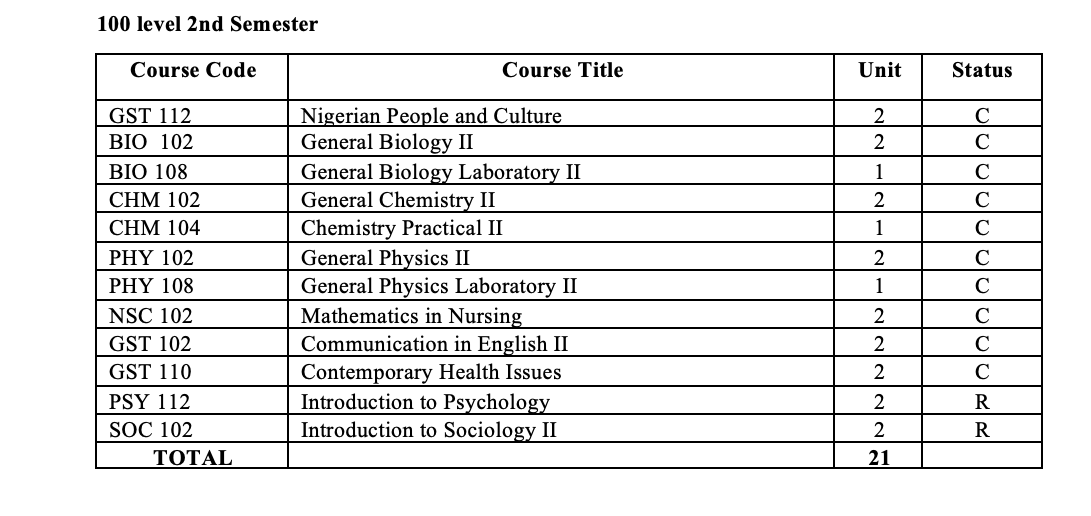 100 level 2nd Semester
Course Code Course Title Unit Status
GST 112 Nigerian People and Culture 2 C
BIO 102 General Biology II 2 C
BIO 108 General Biology Laboratory II 1 C
CHM 102 General Chemistry II 2 C
CHM 104 Chemistry Practical II 1 C
PHY 102 General Physics II 2 C
PHY 108 General Physics Laboratory II 1 C
NSC 102 Mathematics in Nursing 2 C
GST 102 Communication in English II 2 C
GST 110 Contemporary Health Issues 2 C
PSY 112 Introduction to Psychology 2 R
SOC 102 Introduction to Sociology II 2 R
TOTAL 21